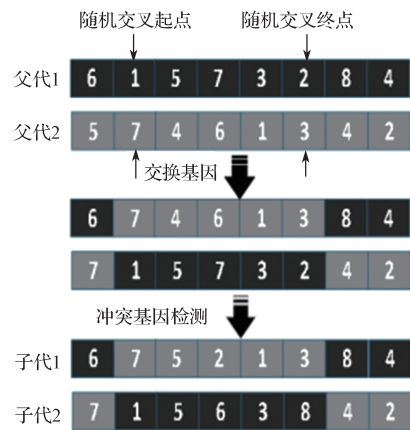 随机交叉起点 随机交叉终点
父代1 6 1 5 7 3 2 8 4
父代2 5 7 4 6 1 3 4 2
交换基因
6 7 4 6 1 3 8 4
7 1 5 7 3 2 4 2
冲突基因检测
子代1 6 7 5 2 1 3 8 4
子代2 7 1 5 6 3 8 4 2